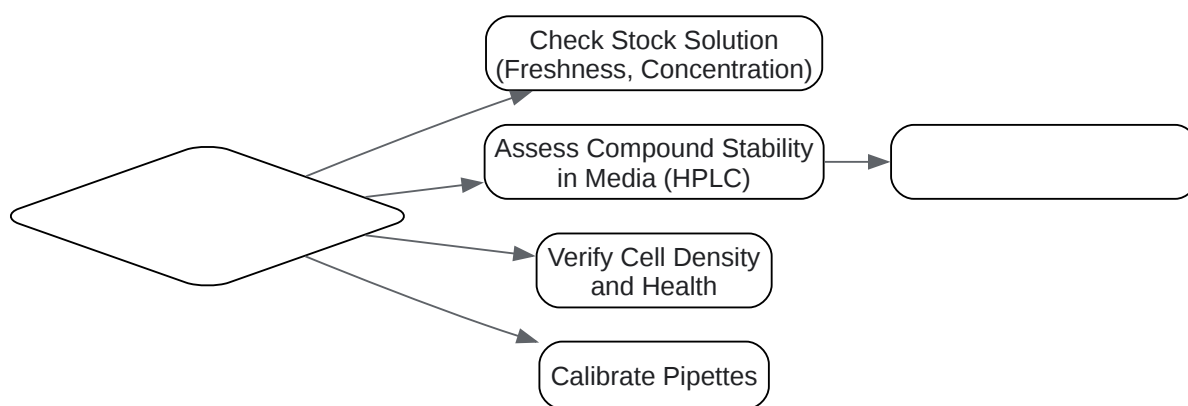 Check Stock Solution
(Freshness, Concentration)
Assess Compound Stability
in Media (HPLC)
Verify Cell Density
and Health
Calibrate Pipettes